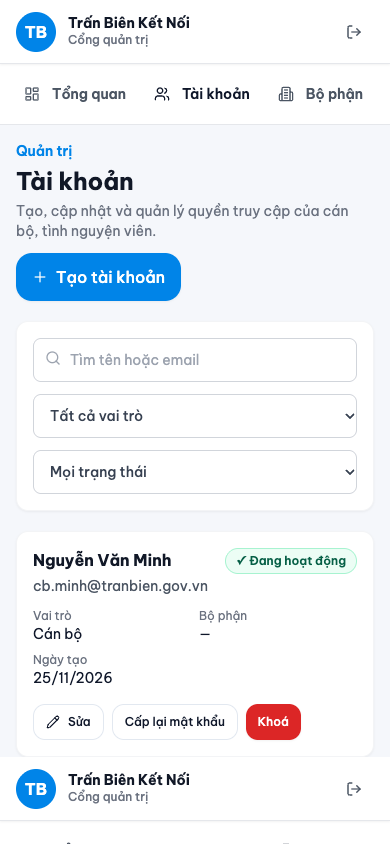 TB
Trấn Biên Kết Nối
Cổng quản trị
Tổng quan
Tài khoản
Bộ phận
Quản trị
Tài khoản
Tạo, cập nhật và quản lý quyền truy cập của cán
bộ, tình nguyện viên.
+ Tạo tài khoản
Tìm tên hoặc email
Tất cả vai trò
Mọi trạng thái
Nguyễn Văn Minh
✓ Đang hoạt động
cb.minh@tranbien.gov.vn
Vai trò
Bộ phận
Cán bộ
—
Ngày tạo
25/11/2026
Sửa
Cấp lại mật khẩu
Khoá
TB
Trấn Biên Kết Nối
Cổng quản trị